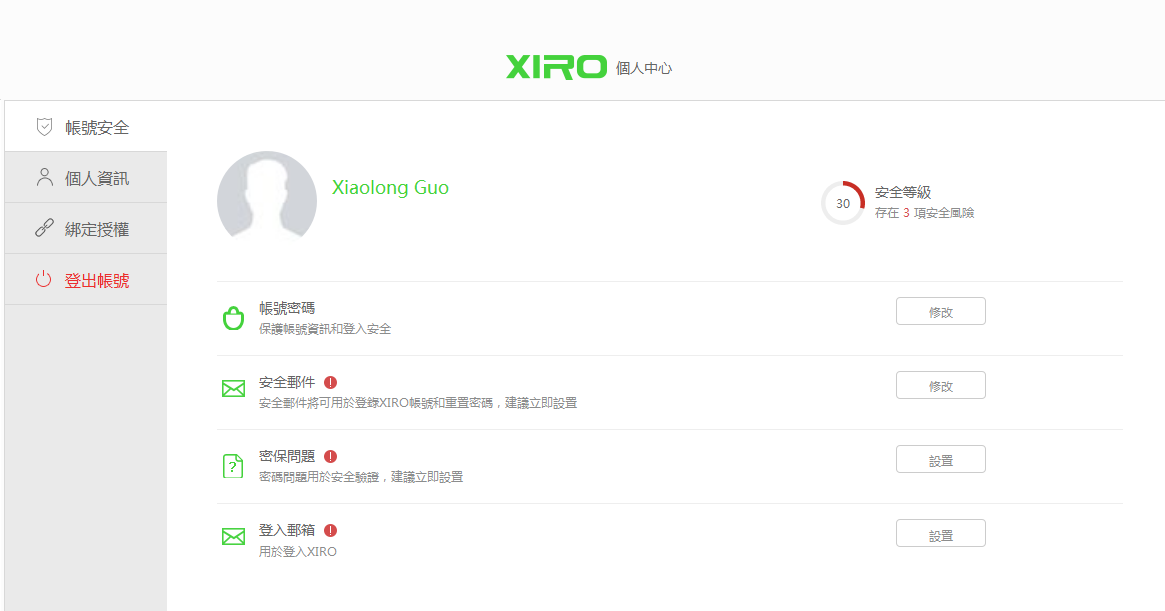 XIRO 個人中心
帳號安全
個人資訊
綁定授權
登出帳號
Xiaolong Guo
30
安全等級
存在 3 項安全風險
帳號密碼
保護帳號資訊和登入安全
修改
安全郵件
安全郵件將可用於登錄XIRO帳號和重置密碼，建議立即設置
修改
密保問題
密碼問題用於安全驗證，建議立即設置
設置
登入郵箱
用於登入XIRO
設置